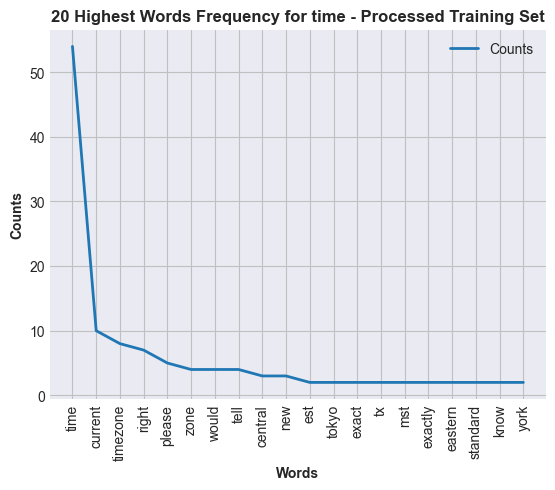 20 Highest Words Frequency for time - Processed Training Set
Counts
Counts
50
40
30
20
10
0
time
current
timezone
right
please
zone
would
tell
central
new
est
tokyo
exact
tx
mst
exactly
eastern
standard
know
york
Words